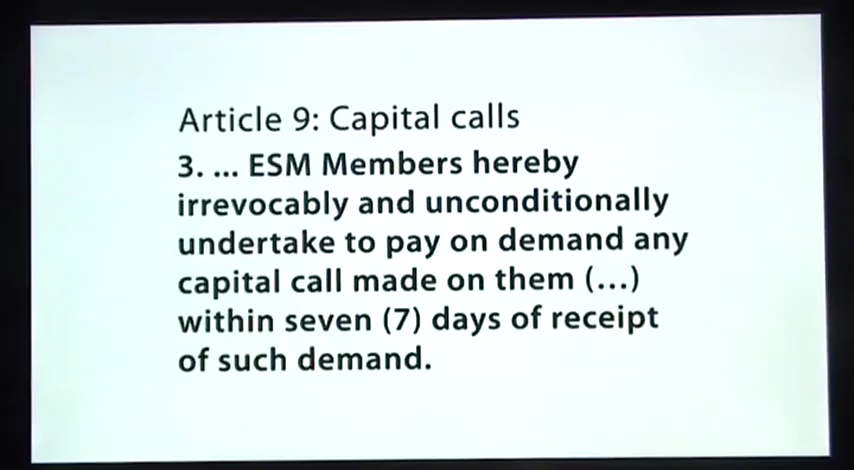 Article 9: Capital calls
3. ... ESM Members hereby
irrevocably and unconditionally
undertake to pay on demand any
capital call made on them (...)
within seven (7) days of receipt
of such demand.